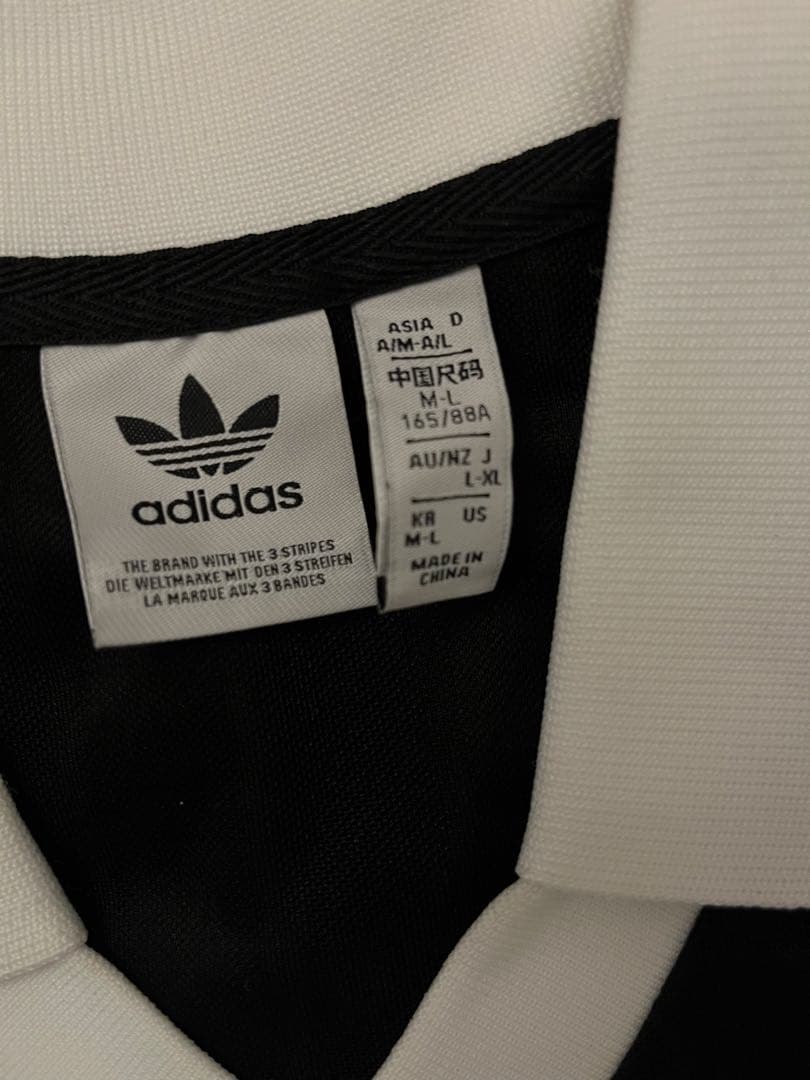 adidas
THE BRAND WITH THE 3 STRIPES
DIE WELTMARKE MIT DEN 3 STREIFEN
LA MARQUE AUX 3 BANDES
ASIA D
A/M-A/L
中国尺码
M-L
165/88A
AU/NZ J
L-XL
KR US
M-L
MADE IN
CHINA